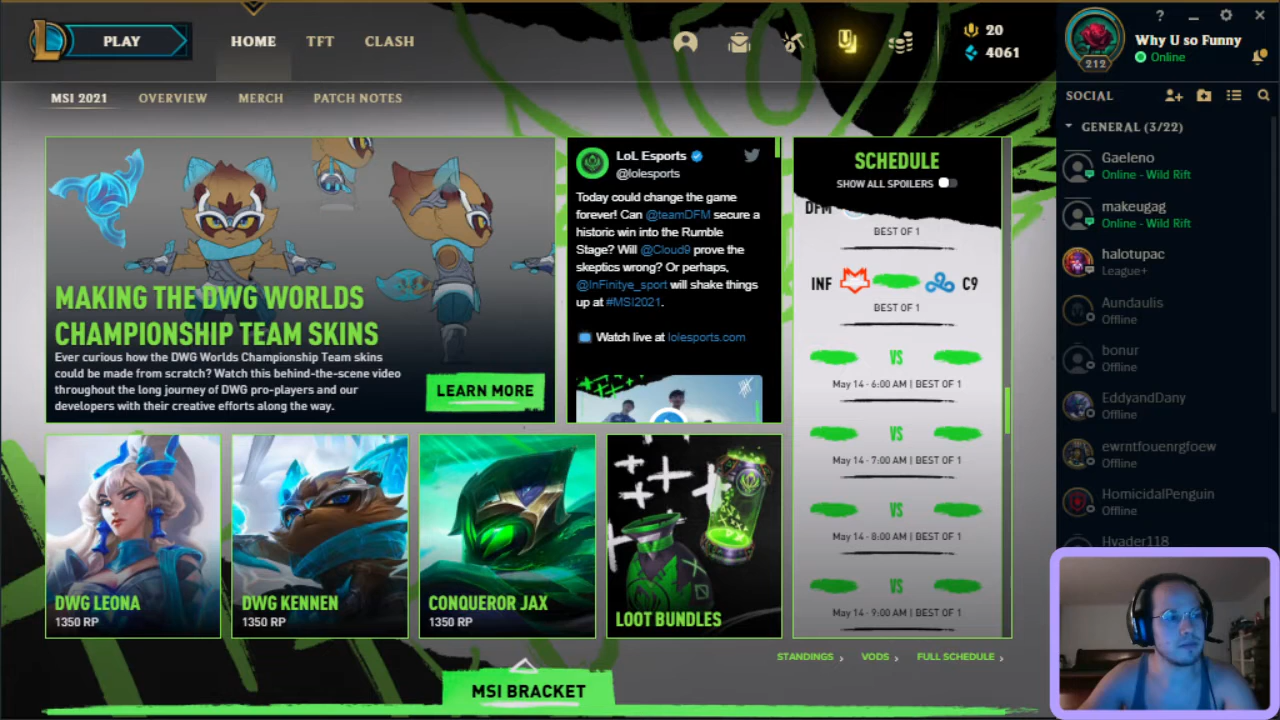 PLAY
HOME
TFT
CLASH
20
4061
?
Why U so Funny
Online
212
MSI 2021
OVERVIEW
MERCH
PATCH NOTES
SOCIAL
GENERAL (3/22)
Gaeleno
Online - Wild Rift
makeugag
Online - Wild Rift
halotupac
League+
Aundaulis
Offline
bonur
Offline
EddyandDany
Offline
ewrntfouenrgfoew
Offline
HomicidalPenguin
Offline
Hvader118
MAKING THE DWG WORLDS
CHAMPIONSHIP TEAM SKINS
Ever curious how the DWG Worlds Championship Team skins
could be made from scratch? Watch this behind-the-scene video
throughout the long journey of DWG pro-players and our
developers with their creative efforts along the way.
LEARN MORE
LoL Esports
@lolesports
Today could change the game
forever! Can @teamDFM secure a
historic win into the Rumble
Stage? Will @Cloud9 prove the
skeptics wrong? Or perhaps,
@InFinitye_sport will shake things
up at #MSI2021.
Watch live at lolesports.com
SCHEDULE
SHOW ALL SPOILERS
DFM
BEST OF 1
INF
C9
BEST OF 1
VS
May 14 - 6:00 AM | BEST OF 1
VS
May 14 - 7:00 AM | BEST OF 1
VS
May 14 - 8:00 AM | BEST OF 1
VS
May 14 - 9:00 AM | BEST OF 1
DWG LEONA
1350 RP
DWG KENNEN
1350 RP
CONQUEROR JAX
1350 RP
LOOT BUNDLES
STANDINGS
VODS
FULL SCHEDULE
MSI BRACKET